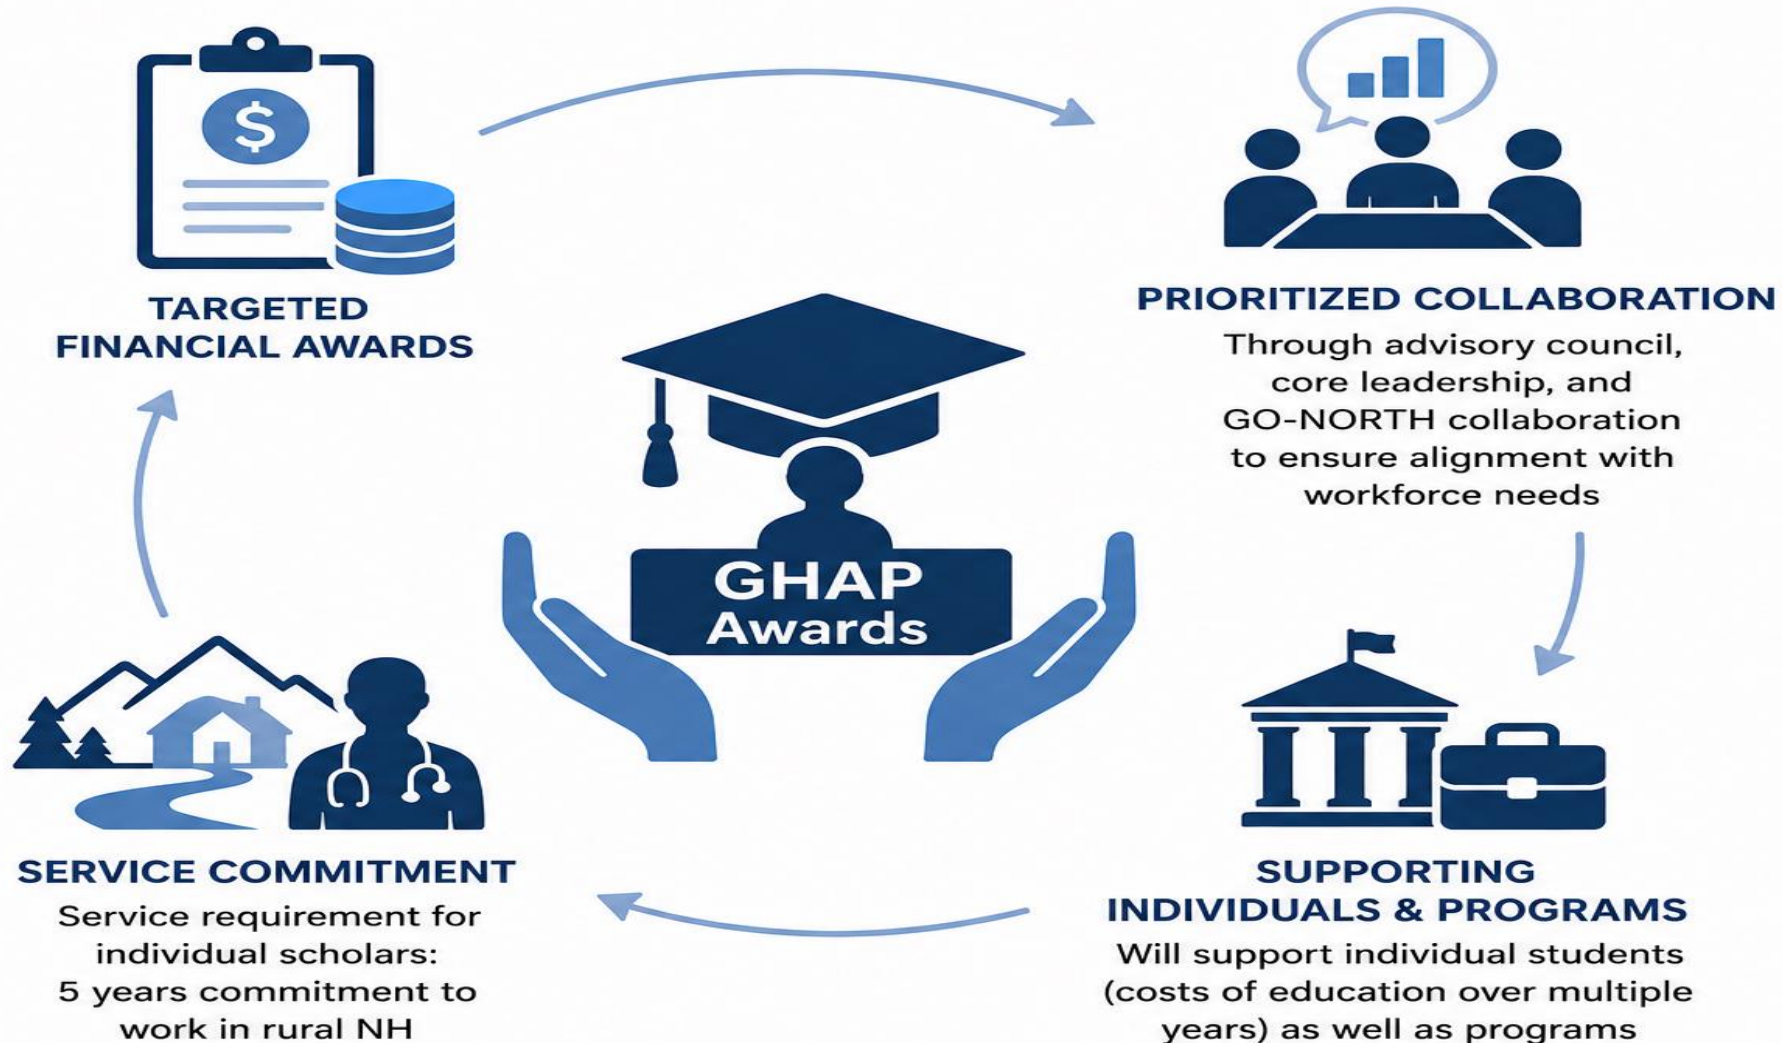 TARGETED
FINANCIAL AWARDS
PRIORITIZED COLLABORATION
Through advisory council,
core leadership, and
GO-NORTH collaboration
to ensure alignment with
workforce needs
GHAP
Awards
SERVICE COMMITMENT
Service requirement for
individual scholars:
5 years commitment to
work in rural NH
SUPPORTING
INDIVIDUALS & PROGRAMS
Will support individual students
(costs of education over multiple
years) as well as programs
$